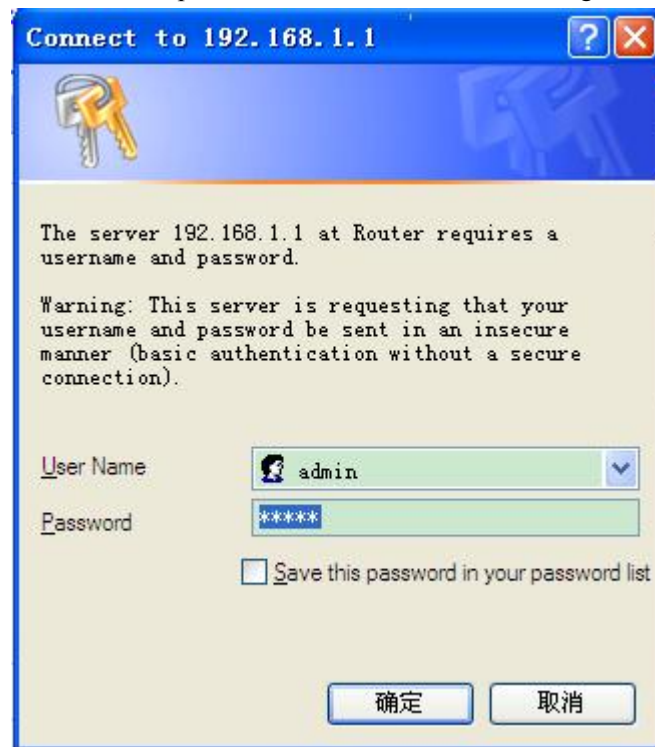 Connect to 192.168.1.1
The server 192.168.1.1 at Router requires a
username and password.
Warning: This server is requesting that your
username and password be sent in an insecure
manner (basic authentication without a secure
connection).
User Name
admin
Password
*****
Save this password in your password list
确定
取消